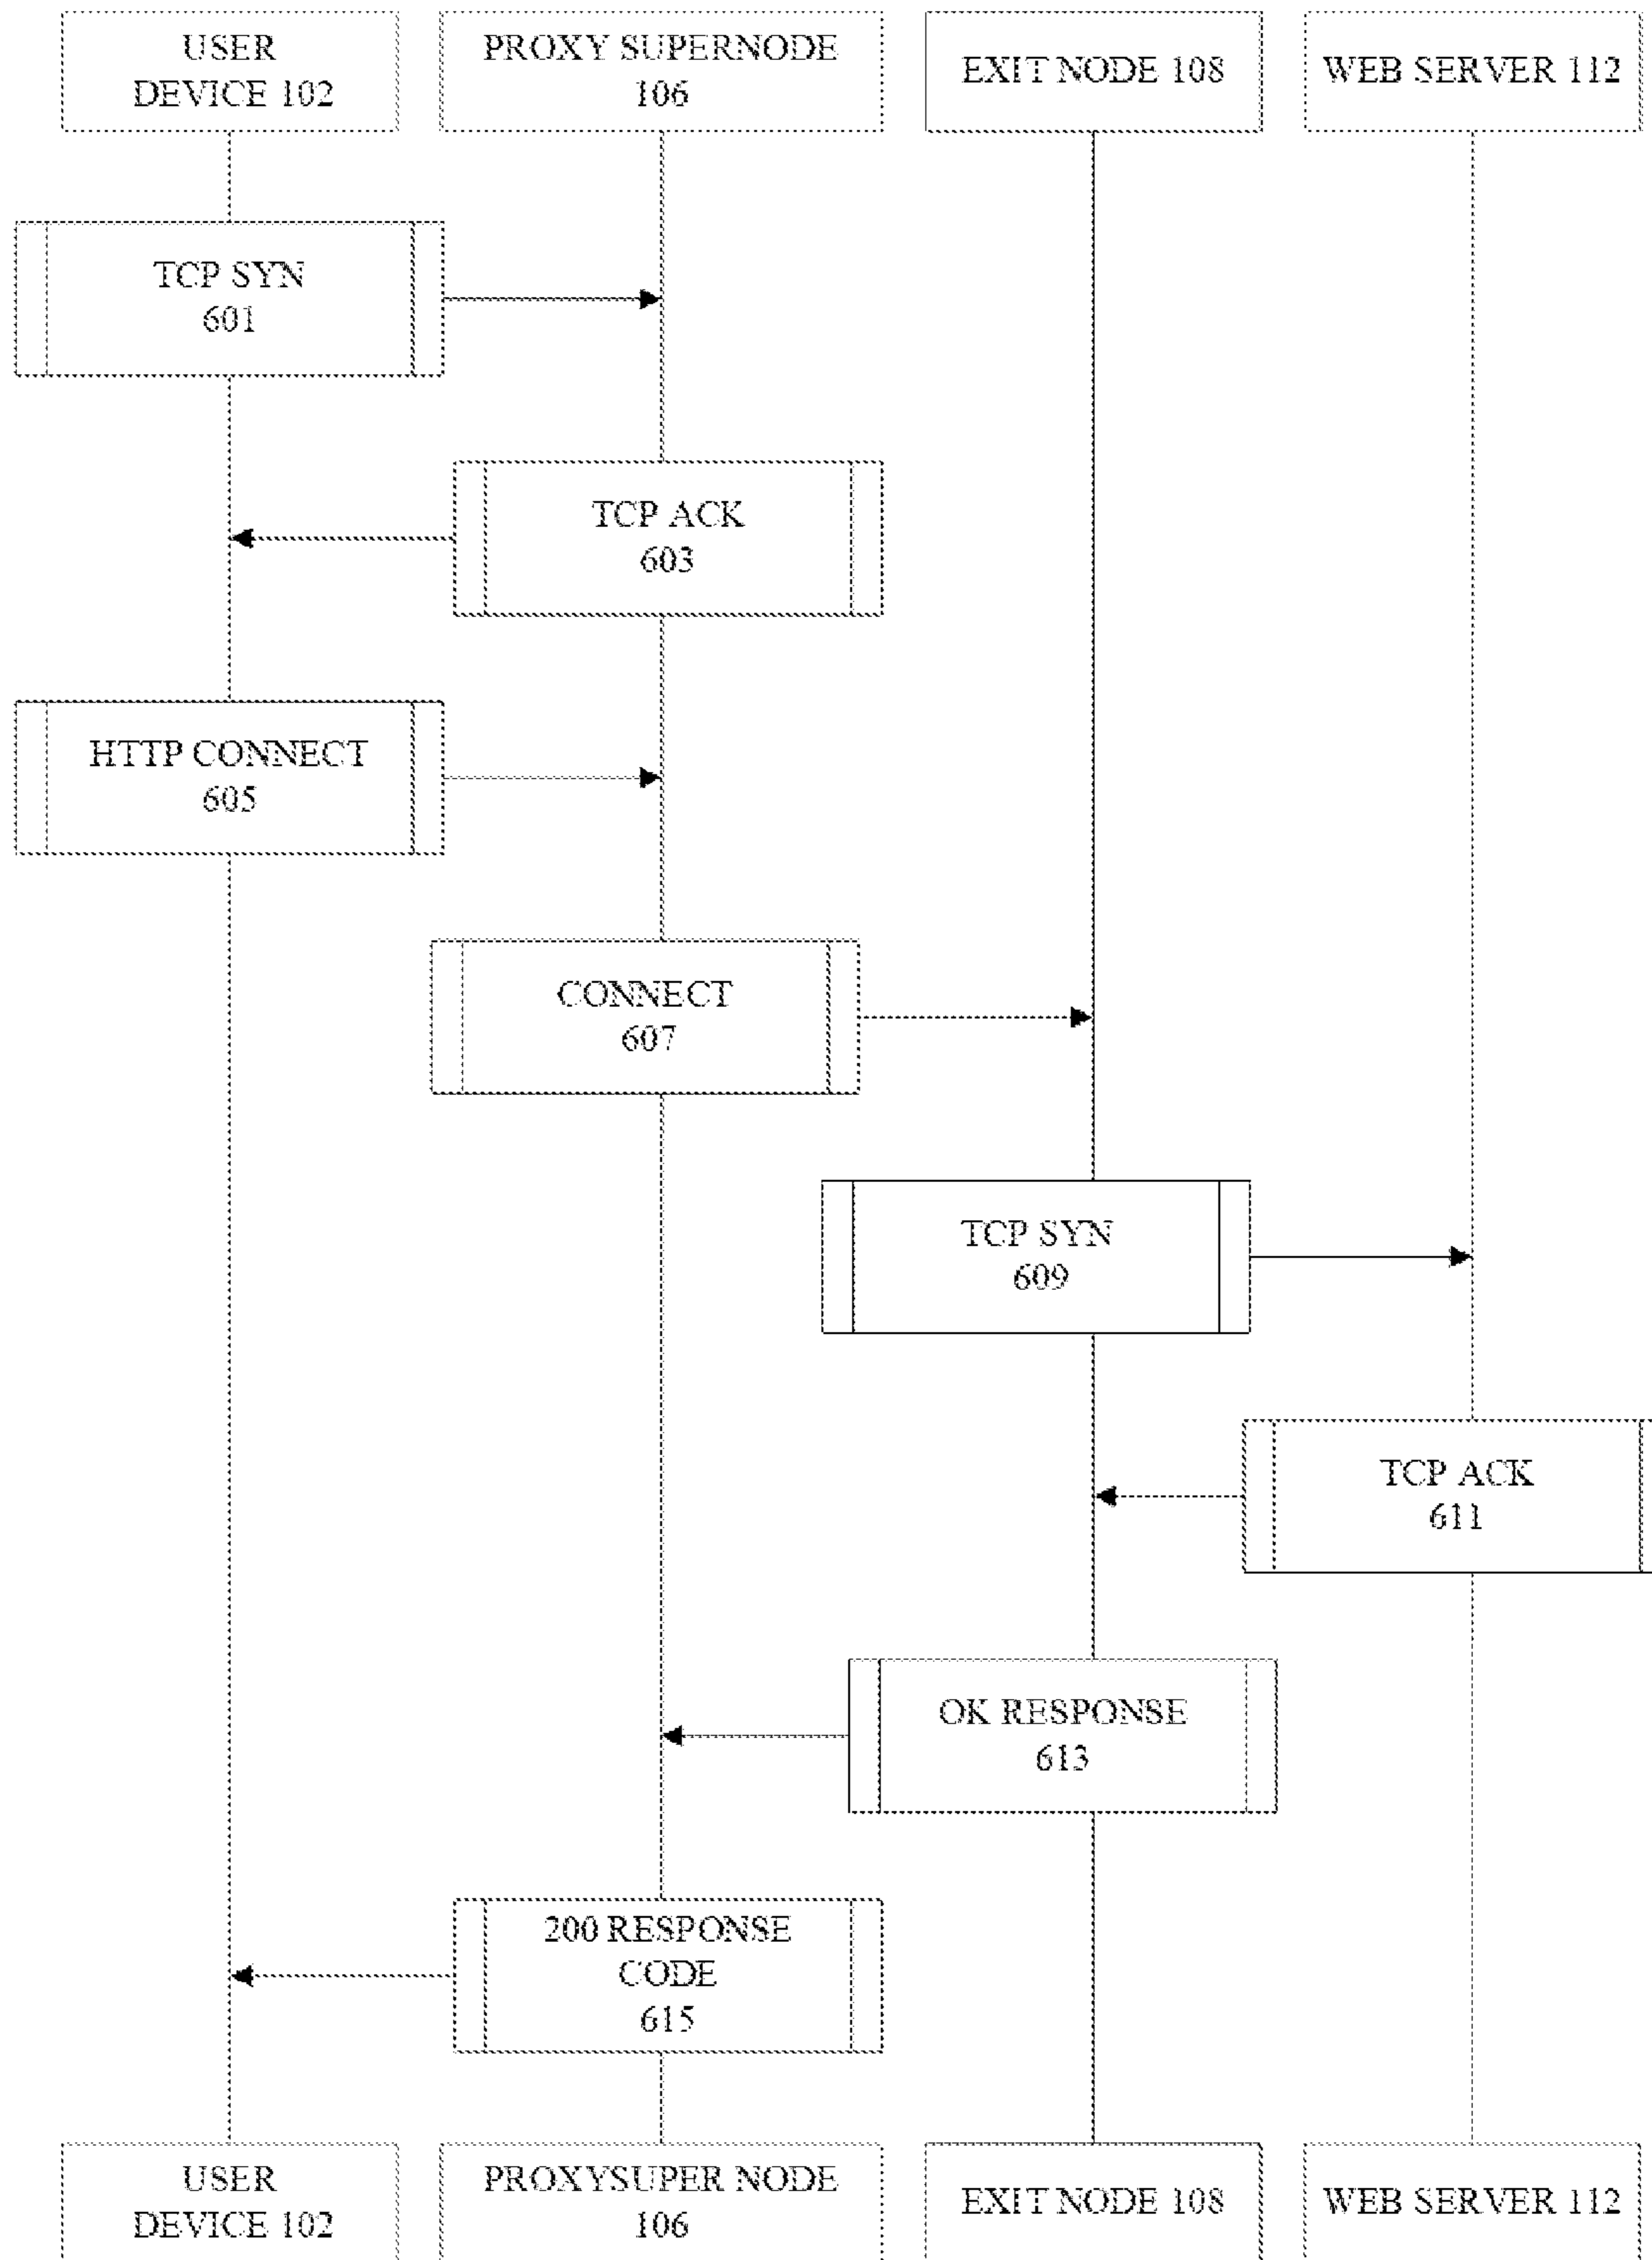 USER
DEVICE 102
PROXY SUPERNODE
106
EXIT NODE 108
WEB SERVER 112
TCP SYN
601
TCP ACK
603
HTTP CONNECT
605
CONNECT
607
TCP SYN
609
TCP ACK
611
OK RESPONSE
613
200 RESPONSE
CODE
615
USER
DEVICE 102
PROXYSUPER NODE
106
EXIT NODE 108
WEB SERVER 112